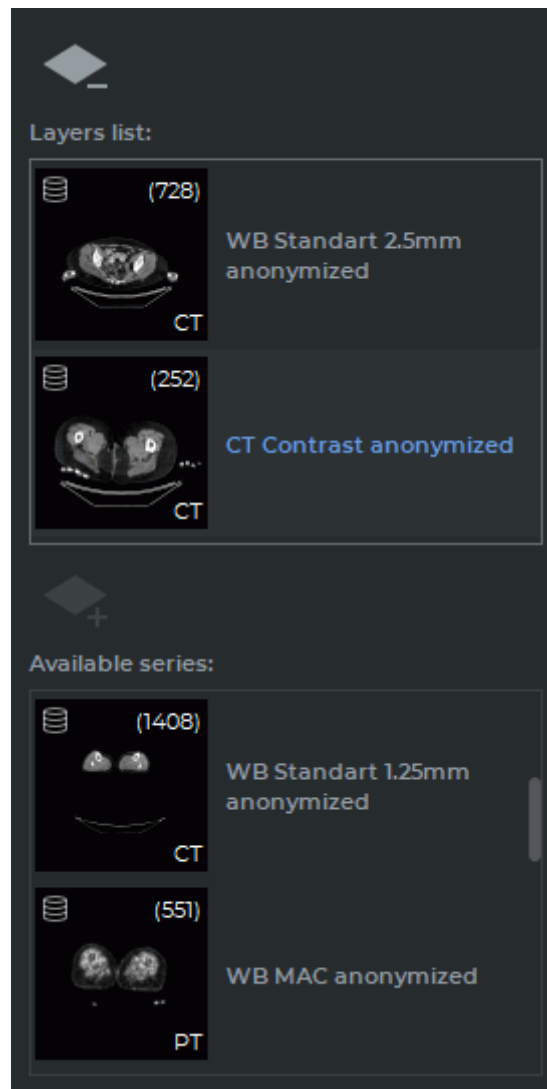 Layers list:
(728)
WB Standart 2.5mm
anonymized
CT
(252)
CT Contrast anonymized
CT
Available series:
(1408)
WB Standart 1.25mm
anonymized
CT
(551)
WB MAC anonymized
PT